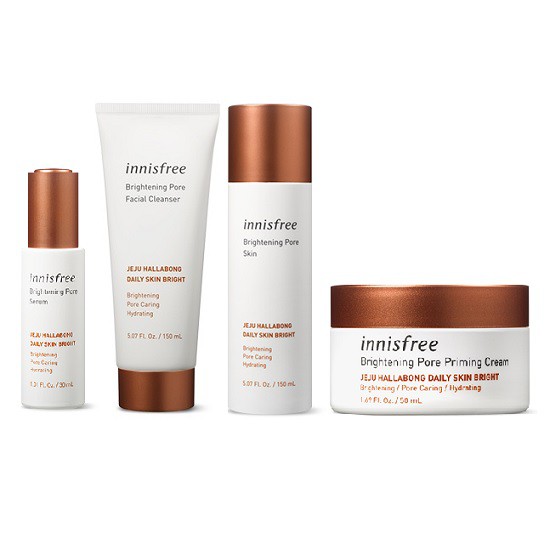 innisfree
Brightening Pore
Serum
JEJU HALLABONG
DAILY SKIN BRIGHT
Brightening
Pore Caring
Hydrating
1.01 Fl. Oz. / 30 mL
innisfree
Brightening Pore
Facial Cleanser
JEJU HALLABONG
DAILY SKIN BRIGHT
Brightening
Pore Caring
Hydrating
5.07 Fl. Oz. / 150 mL
innisfree
Brightening Pore
Skin
JEJU HALLABONG
DAILY SKIN BRIGHT
Brightening
Pore Caring
Hydrating
5.07 Fl. Oz. / 150 mL
innisfree
Brightening Pore Priming Cream
JEJU HALLABONG DAILY SKIN BRIGHT
Brightening / Pore Caring / Hydrating
1.69 Fl. Oz. / 50 mL